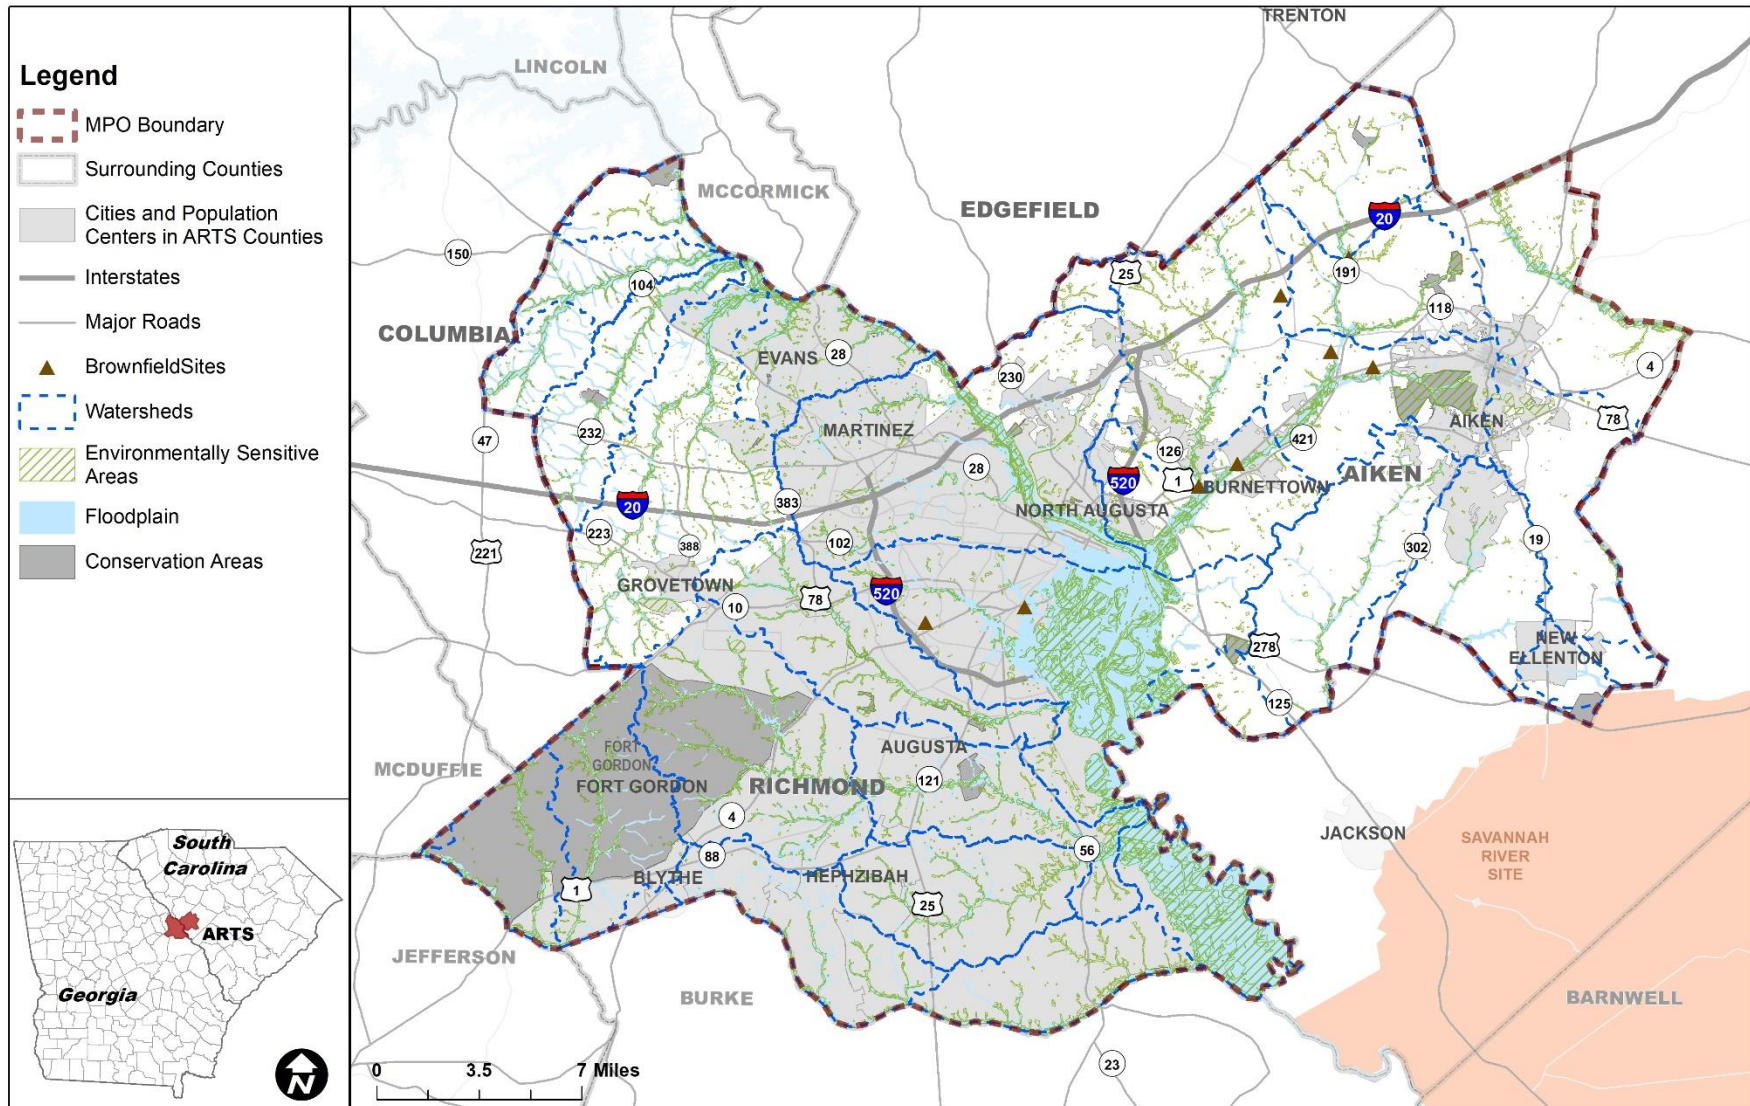 Legend
MPO Boundary
Surrounding Counties
Cities and Population
Centers in ARTS Counties
Interstates
Major Roads
BrownfieldSites
Watersheds
Environmentally Sensitive
Areas
Floodplain
Conservation Areas
South
Carolina
ARTS
Georgia
N
TRENTON
LINCOLN
MCCORMICK
EDGEFIELD
20
150
25
191
104
118
COLUMBIA
EVANS
28
230
4
78
AIKEN
MARTINEZ
232
47
126
421
28
AIKEN
520
1
BURNETTOWN
383
20
NORTH AUGUSTA
223
102
388
302
19
221
GROVETOWN
520
78
10
278
NEW
ELLENTON
125
FORT
GORDON
AUGUSTA
MCDUFFIE
FORT GORDON
RICHMOND
121
4
JACKSON
SAVANNAH
RIVER
SITE
88
56
BLYTHE
HEPHZIBAH
1
25
JEFFERSON
BURKE
BARNWELL
23
0 3.5 7 Miles